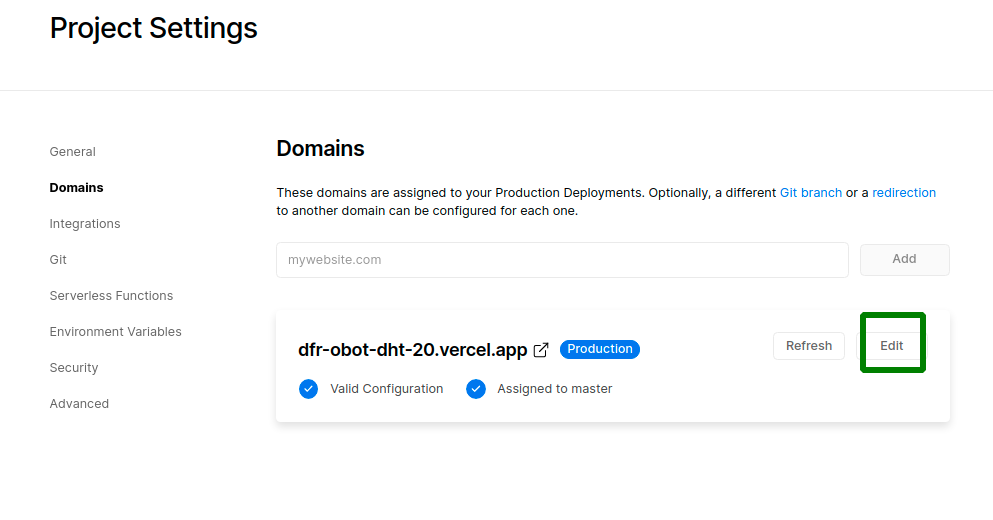 Project Settings
General
Domains
Integrations
Git
Serverless Functions
Environment Variables
Security
Advanced
Domains
These domains are assigned to your Production Deployments. Optionally, a different Git branch or a redirection
to another domain can be configured for each one.
mywebsite.com
Add
dfr-obot-dht-20.vercel.app
Production
Refresh
Edit
Valid Configuration
Assigned to master